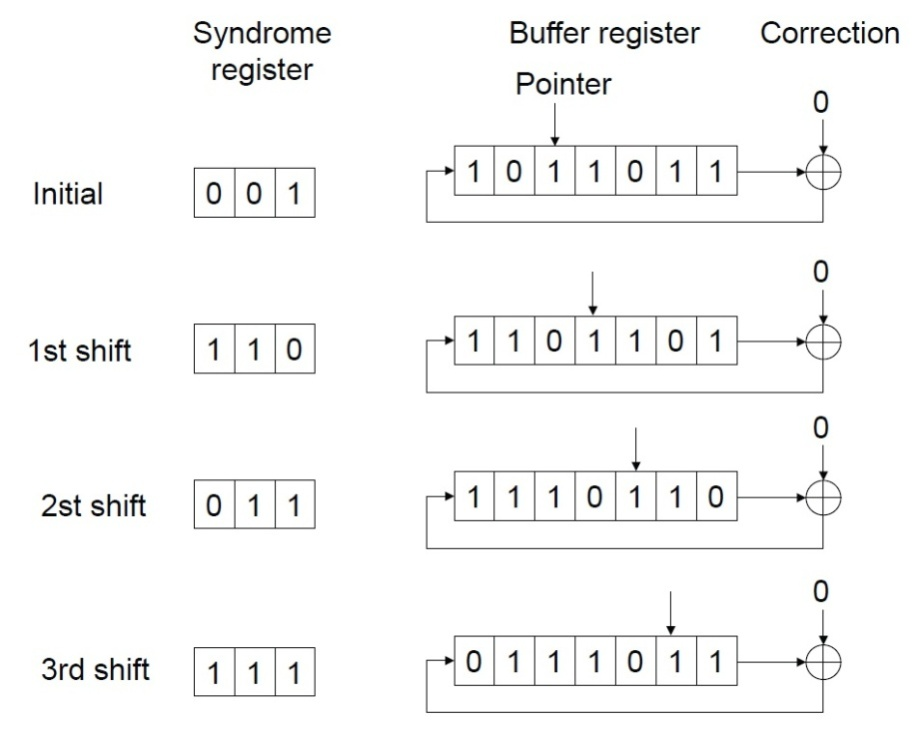 Syndrome register
Buffer register
Correction
Pointer
0
Initial
0 0 1
1 0 1 1 0 1 1
0
1st shift
1 1 0
1 1 0 1 1 0 1
0
2st shift
0 1 1
1 1 1 0 1 1 0
0
3rd shift
1 1 1
0 1 1 1 0 1 1